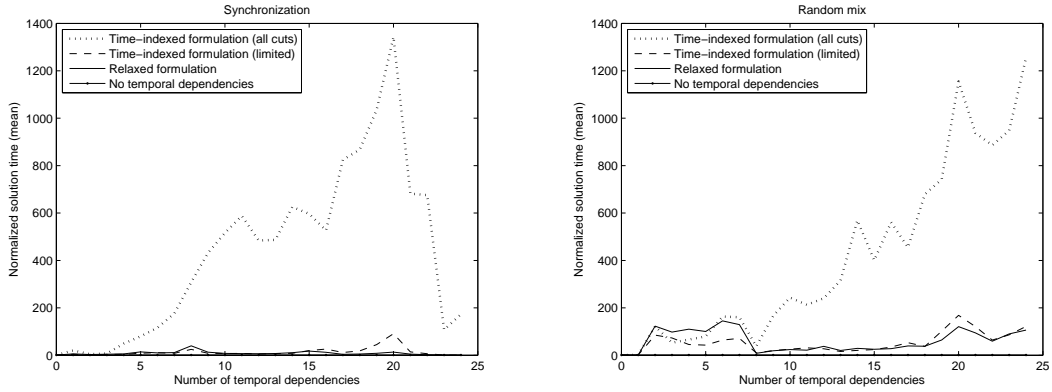 Synchronization
1400
1200
1000
800
600
400
200
0
Normalized solution time (mean)
Time−indexed formulation (all cuts)
Time−indexed formulation (limited)
Relaxed formulation
No temporal dependencies
0 5 10 15 20 25
Number of temporal dependencies
Random mix
1400
1200
1000
800
600
400
200
0
Normalized solution time (mean)
Time−indexed formulation (all cuts)
Time−indexed formulation (limited)
Relaxed formulation
No temporal dependencies
0 5 10 15 20 25
Number of temporal dependencies